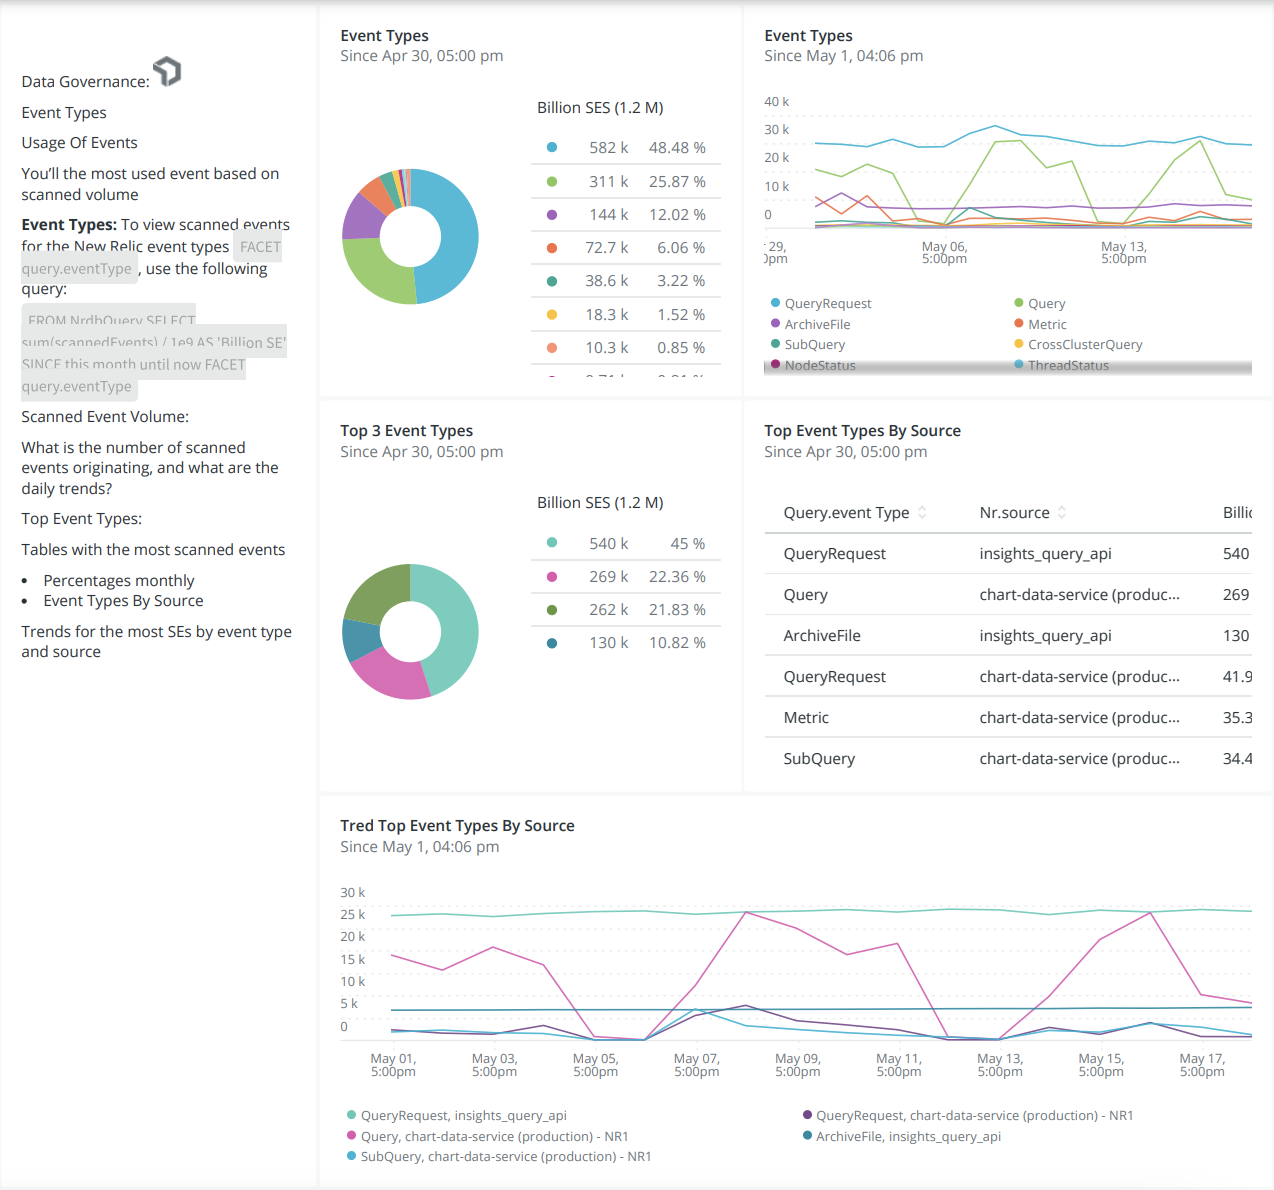 Data Governance:
Event Types
Usage Of Events
You'll the most used event based on
scanned volume
Event Types: To view scanned events
for the New Relic event types FACET
query.eventType , use the following
query:
FROM NrdbQuery SELECT
sum(scannedEvents) / 1e9 AS 'Billion SE'
SINCE this month until now FACET
query.eventType
Scanned Event Volume:
What is the number of scanned
events originating, and what are the
daily trends?
Top Event Types:
Tables with the most scanned events
• Percentages monthly
• Event Types By Source
Trends for the most SEs by event type
and source
Event Types
Since Apr 30, 05:00 pm
Billion SES (1.2 M)
582 k 48.48 %
311 k 25.87 %
144 k 12.02 %
72.7 k 6.06 %
38.6 k 3.22 %
18.3 k 1.52 %
10.3 k 0.85 %
Event Types
Since May 1, 04:06 pm
40 k
30 k
20 k
10 k
0
29, May 06, May 13,
pm 5:00pm 5:00pm
QueryRequest Query
ArchiveFile Metric
SubQuery CrossClusterQuery
NodeStatus ThreadStatus
Top 3 Event Types
Since Apr 30, 05:00 pm
Billion SES (1.2 M)
540 k 45 %
269 k 22.36 %
262 k 21.83 %
130 k 10.82 %
Top Event Types By Source
Since Apr 30, 05:00 pm
Query.event Type Nr.source
QueryRequest insights_query_api 540
Query chart-data-service (produc... 269
ArchiveFile insights_query_api 130
QueryRequest chart-data-service (produc... 41.9
Metric chart-data-service (produc... 35.3
SubQuery chart-data-service (produc... 34.4
Tred Top Event Types By Source
Since May 1, 04:06 pm
30 k
25 k
20 k
15 k
10 k
5 k
0
May 01, May 03, May 05, May 07, May 09, May 11, May 13, May 15, May 17,
5:00pm 5:00pm 5:00pm 5:00pm 5:00pm 5:00pm 5:00pm 5:00pm 5:00pm
QueryRequest, insights_query_api QueryRequest, chart-data-service (production) - NR1
Query, chart-data-service (production) - NR1 ArchiveFile, insights_query_api
SubQuery, chart-data-service (production) - NR1